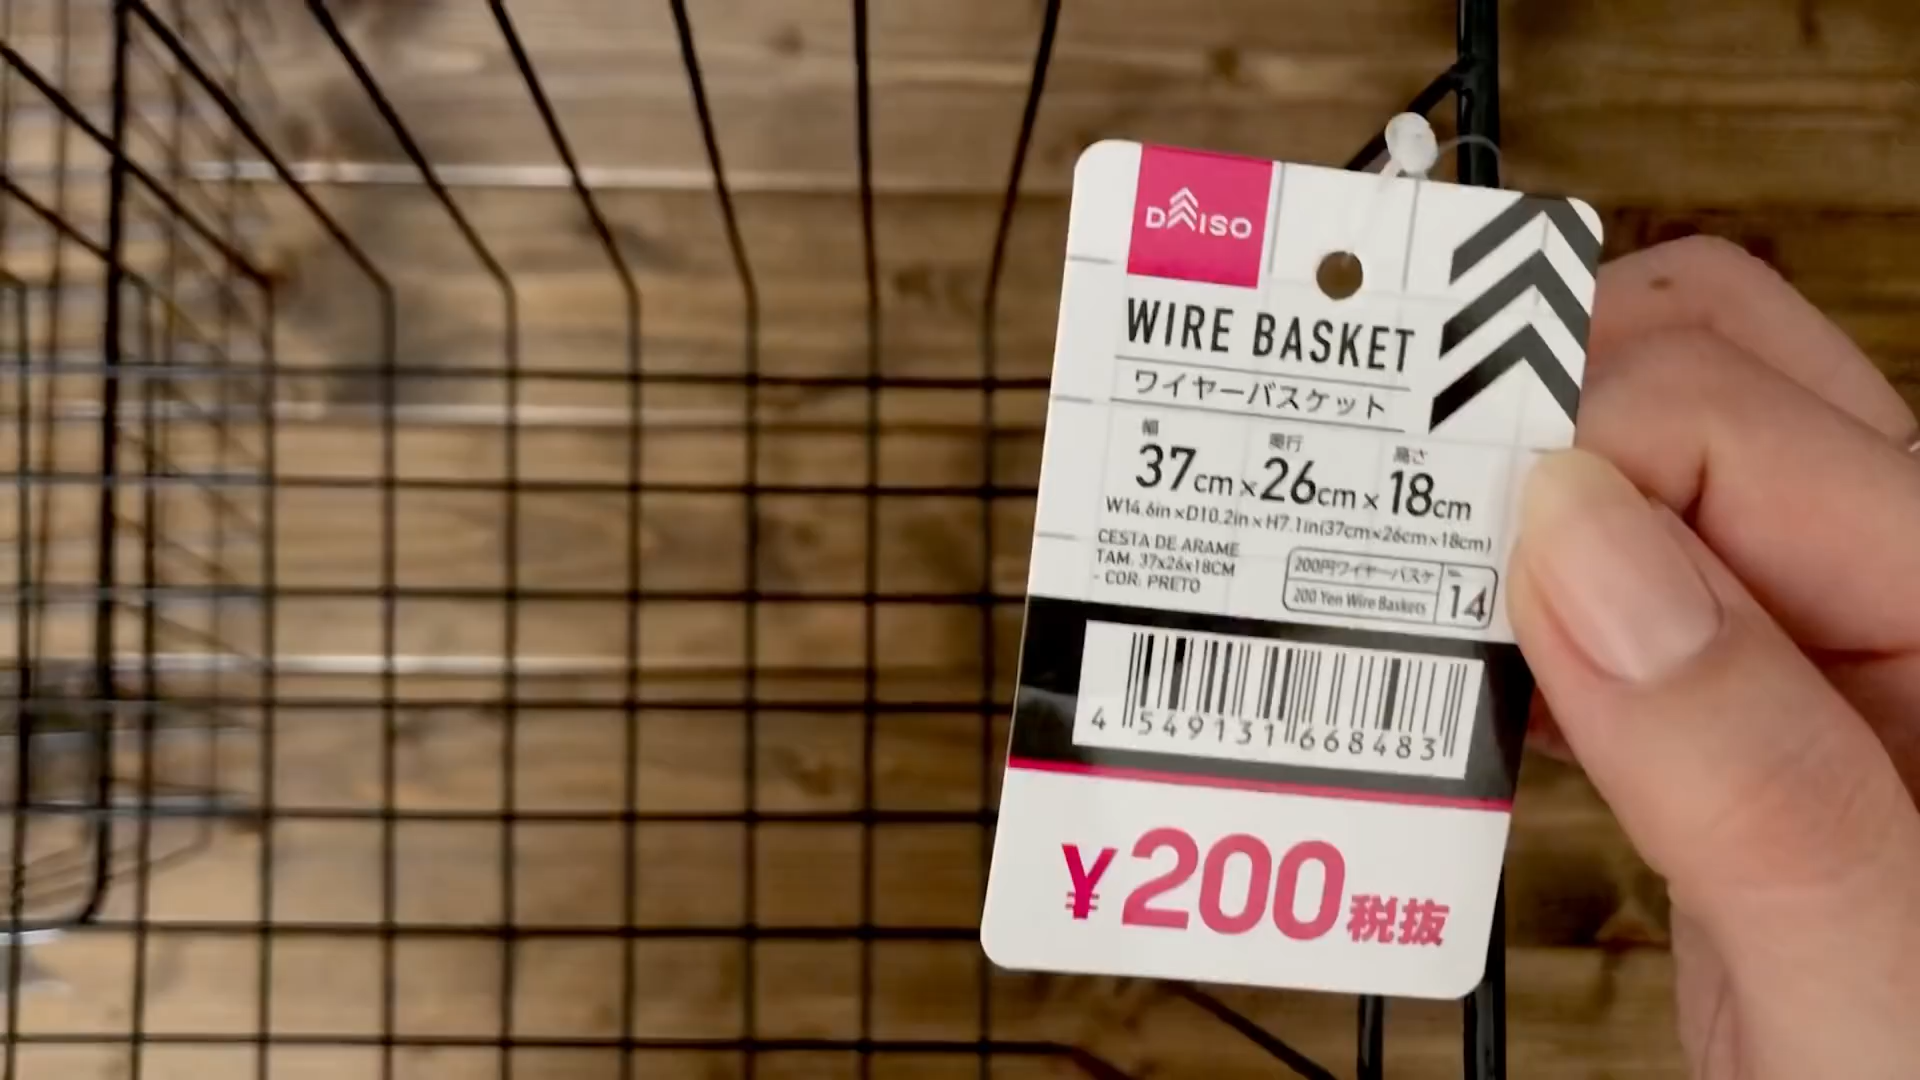 DAISO
WIRE BASKET
ワイヤーバスケット
幅 奥行 高さ
37cm×26cm×18cm
W14.6in×D10.2in×H7.1in(37cm×26cm×18cm)
CESTA DE ARAME
TAM: 37x26x18CM
- COR: PRETO
200円ワイヤーバスケ
200 Yen Wire Baskets
14
4 549131 668483
¥200税抜